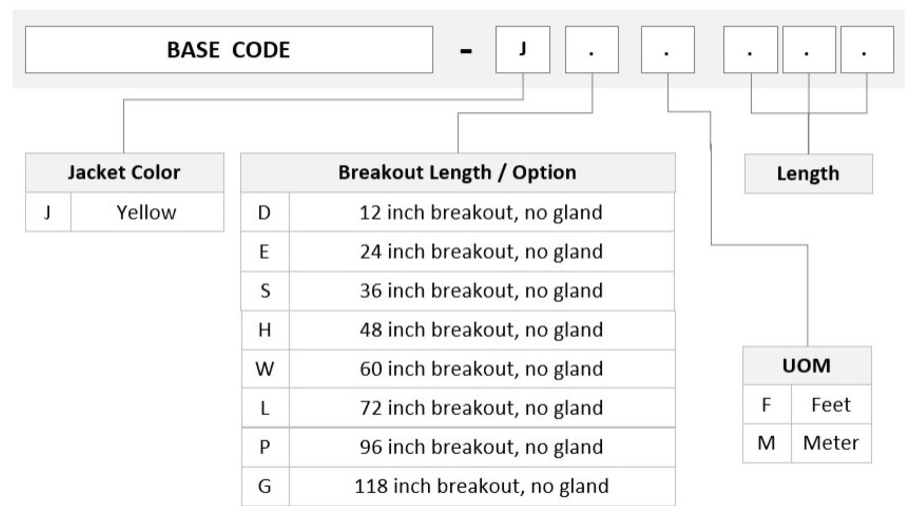 BASE CODE - J . . . . .
Jacket Color
J Yellow
Breakout Length / Option
D 12 inch breakout, no gland
E 24 inch breakout, no gland
S 36 inch breakout, no gland
H 48 inch breakout, no gland
W 60 inch breakout, no gland
L 72 inch breakout, no gland
P 96 inch breakout, no gland
G 118 inch breakout, no gland
Length
UOM
F Feet
M Meter